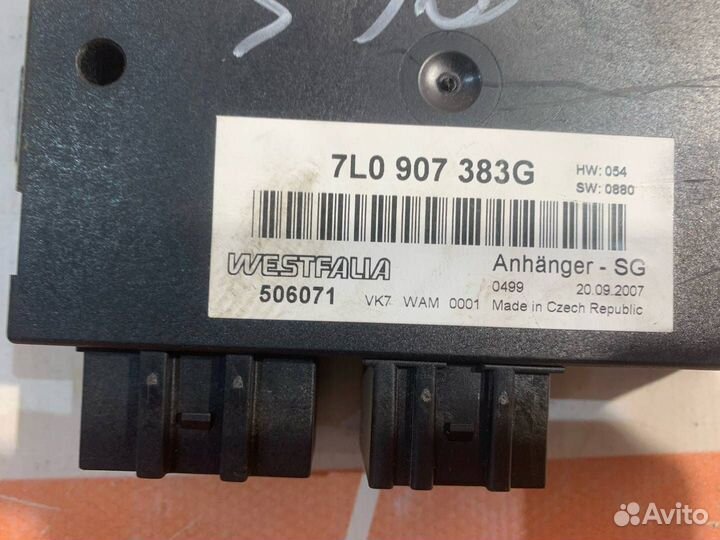 7L0 907 383G
HW: 054
SW: 0880
WESTFALIA
506071
VK7 WAM 0001
Anhänger - SG
0499 20.09.2007
Made in Czech Republic
Avito